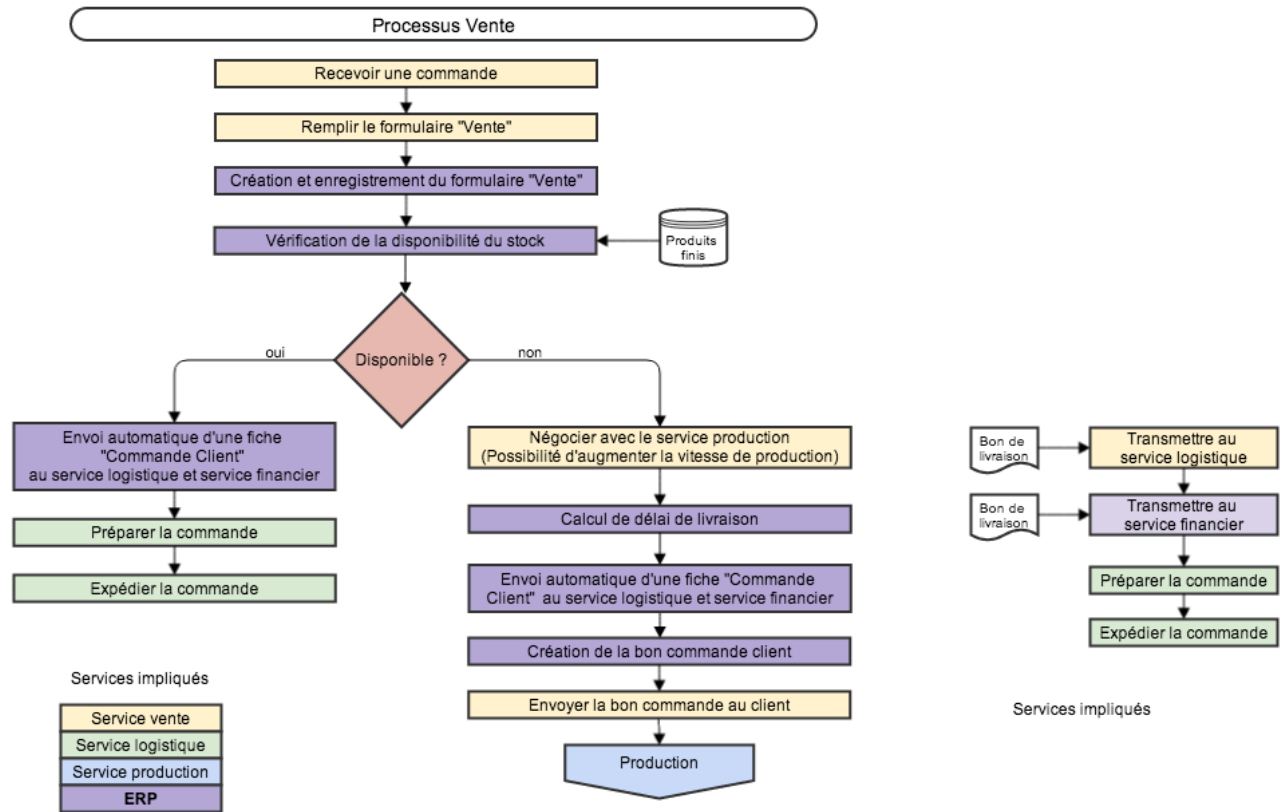 Processus Vente
Recevoir une commande
Remplir le formulaire "Vente"
Création et enregistrement du formulaire "Vente"
Vérification de la disponibilité du stock
Produits
finis
Disponible ?
oui
non
Envoi automatique d'une fiche
"Commande Client"
au service logistique et service financier
Préparer la commande
Expédier la commande
Négocier avec le service production
(Possibilité d'augmenter la vitesse de production)
Calcul de délai de livraison
Envoi automatique d'une fiche "Commande
Client" au service logistique et service financier
Création de la bon commande client
Envoyer la bon commande au client
Production
Bon de
livraison
Transmettre au
service logistique
Bon de
livraison
Transmettre au
service financier
Préparer la commande
Expédier la commande
Services impliqués
Service vente
Service logistique
Service production
ERP
Services impliqués